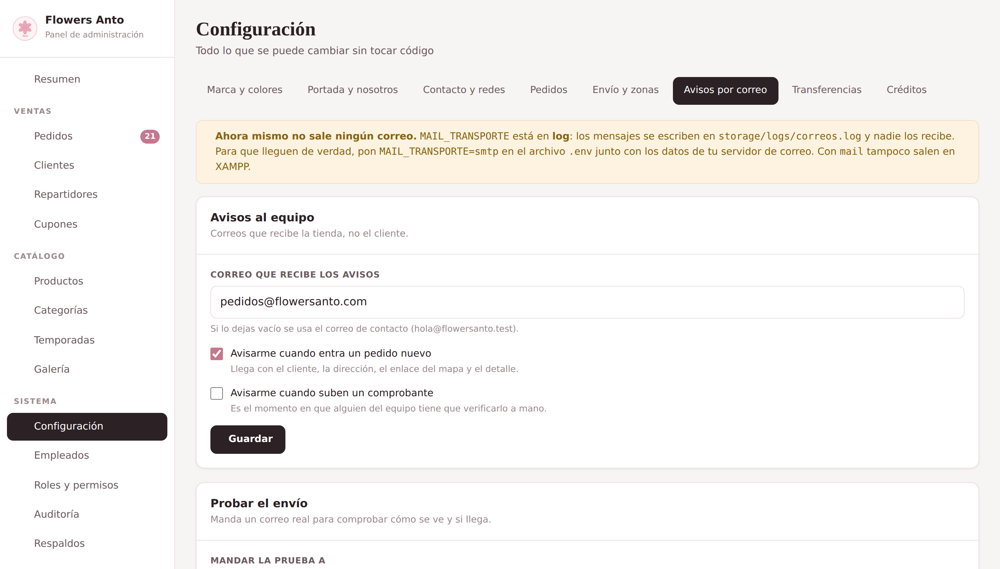 Flowers Anto
Panel de administración
Anto
Resumen
VENTAS
Pedidos 21
Clientes
Repartidores
Cupones
CATÁLOGO
Productos
Categorías
Temporadas
Galería
SISTEMA
Configuración
Empleados
Roles y permisos
Auditoría
Respaldos
Configuración
Todo lo que se puede cambiar sin tocar código
Marca y colores Portada y nosotros Contacto y redes Pedidos Envío y zonas Avisos por correo Transferencias Créditos
Ahora mismo no sale ningún correo. MAIL_TRANSPORTE está en log: los mensajes se escriben en storage/logs/correos.log y nadie los recibe.
Para que lleguen de verdad, pon MAIL_TRANSPORTE=smtp en el archivo .env junto con los datos de tu servidor de correo. Con mail tampoco salen en
XAMPP.
Avisos al equipo
Correos que recibe la tienda, no el cliente.
CORREO QUE RECIBE LOS AVISOS
pedidos@flowersanto.com
Si lo dejas vacío se usa el correo de contacto (hola@flowersanto.test).
Avisarme cuando entra un pedido nuevo
Llega con el cliente, la dirección, el enlace del mapa y el detalle.
Avisarme cuando suben un comprobante
Es el momento en que alguien del equipo tiene que verificarlo a mano.
Guardar
Probar el envío
Manda un correo real para comprobar cómo se ve y si llega.
MANDAR LA PRUEBA A